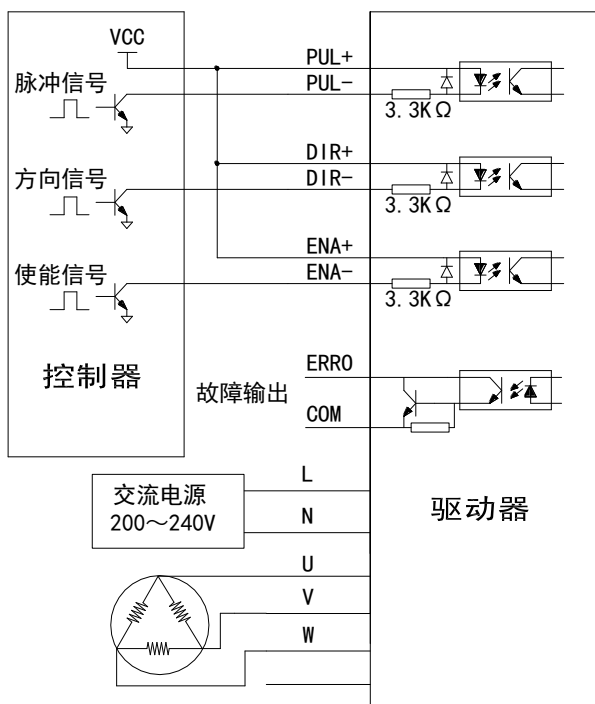 VCC
脉冲信号
方向信号
使能信号
控制器
PUL+
PUL-
3.3KΩ
DIR+
DIR-
3.3KΩ
ENA+
ENA-
3.3KΩ
故障输出
ERRO
COM
驱动器
交流电源
200～240V
L
N
U
V
W